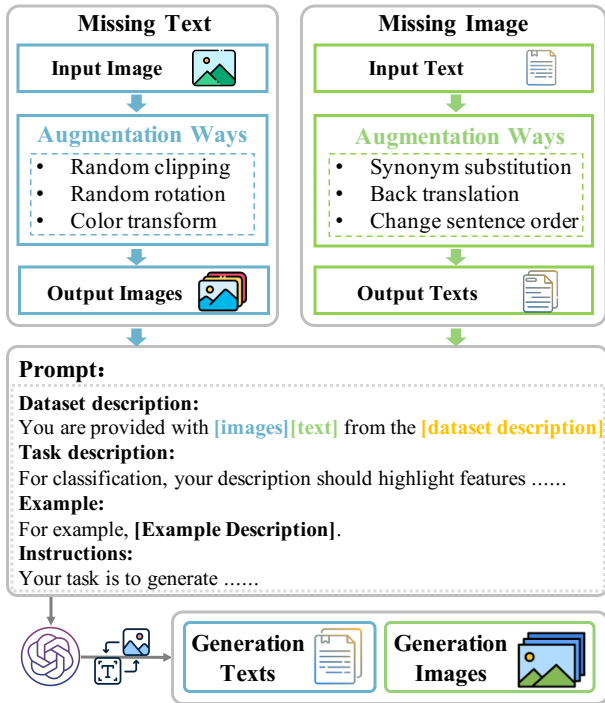 Missing Text
Input Image
Augmentation Ways
• Random clipping
• Random rotation
• Color transform
Output Images
Missing Image
Input Text
Augmentation Ways
• Synonym substitution
• Back translation
• Change sentence order
Output Texts
Prompt：
Dataset description:
You are provided with [images][text] from the [dataset description]
Task description:
For classification, your description should highlight features ……
Example:
For example, [Example Description].
Instructions:
Your task is to generate ……
[T]
Generation
Texts
Generation
Images